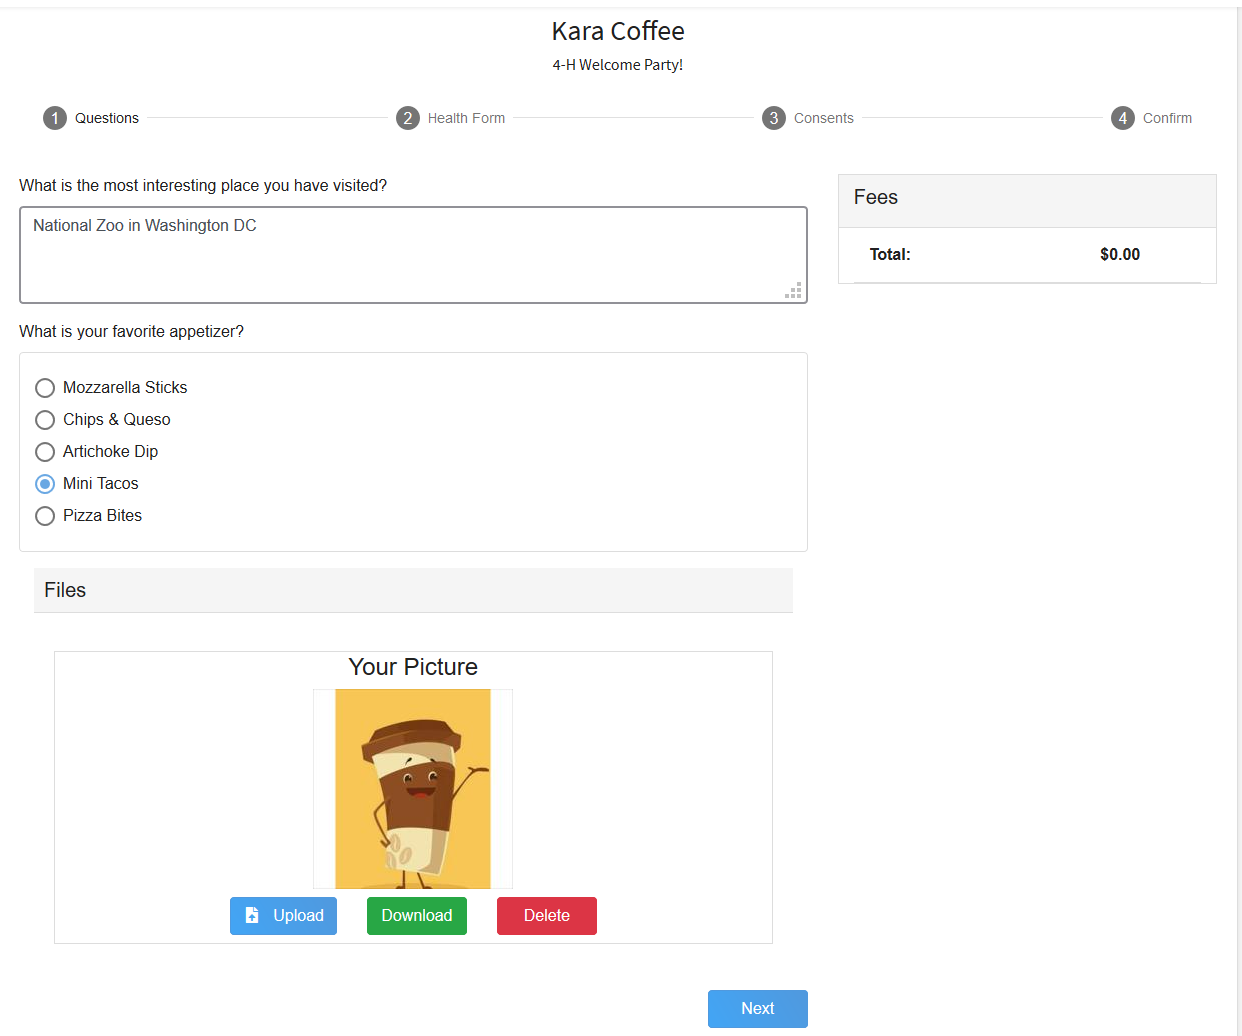 Kara Coffee
4-H Welcome Party!
1 Questions
2 Health Form
3 Consents
4 Confirm
What is the most interesting place you have visited?
National Zoo in Washington DC
Fees
Total: $0.00
What is your favorite appetizer?
Mozzarella Sticks
Chips & Queso
Artichoke Dip
Mini Tacos
Pizza Bites
Files
Your Picture
Upload
Download
Delete
Next